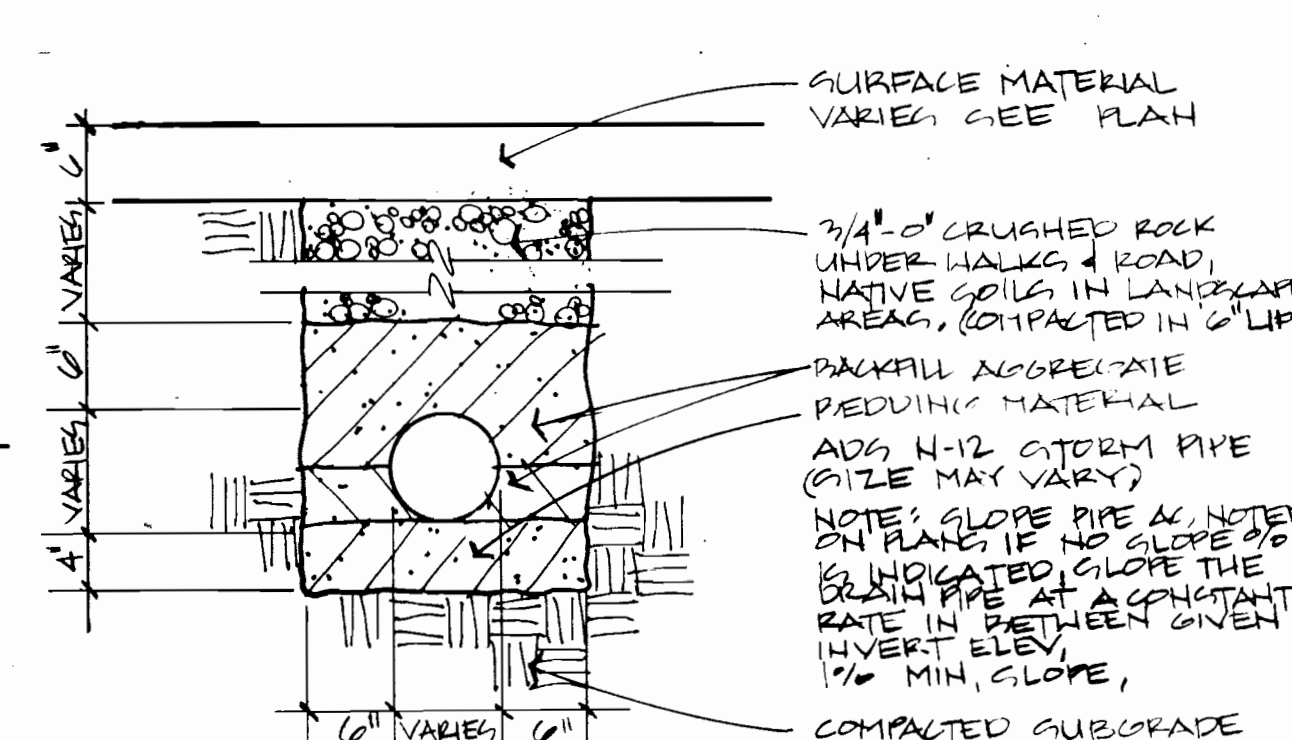 SURFACE MATERIAL
VARIES SEE PLAN
3/4"-0" CRUSHED ROCK
UNDER WALKS & ROAD,
NATIVE SOILS IN LANDSCAPE
AREAS. (COMPACTED IN 6" LIF
BACKFILL AGGREGATE
BEDDING MATERIAL
ADS N-12 STORM PIPE
(SIZE MAY VARY)
NOTE: SLOPE PIPE AS NOTED
ON PLANS IF NO SLOPE %
IS INDICATED, SLOPE THE
DRAIN PIPE AT A CONSTANT
RATE IN BETWEEN GIVEN
INVERT ELEV,
1% MIN, SLOPE,
COMPACTED SUBGRADE
6"
VARIES
6"
VARIES
4"
6" VARIES 6"